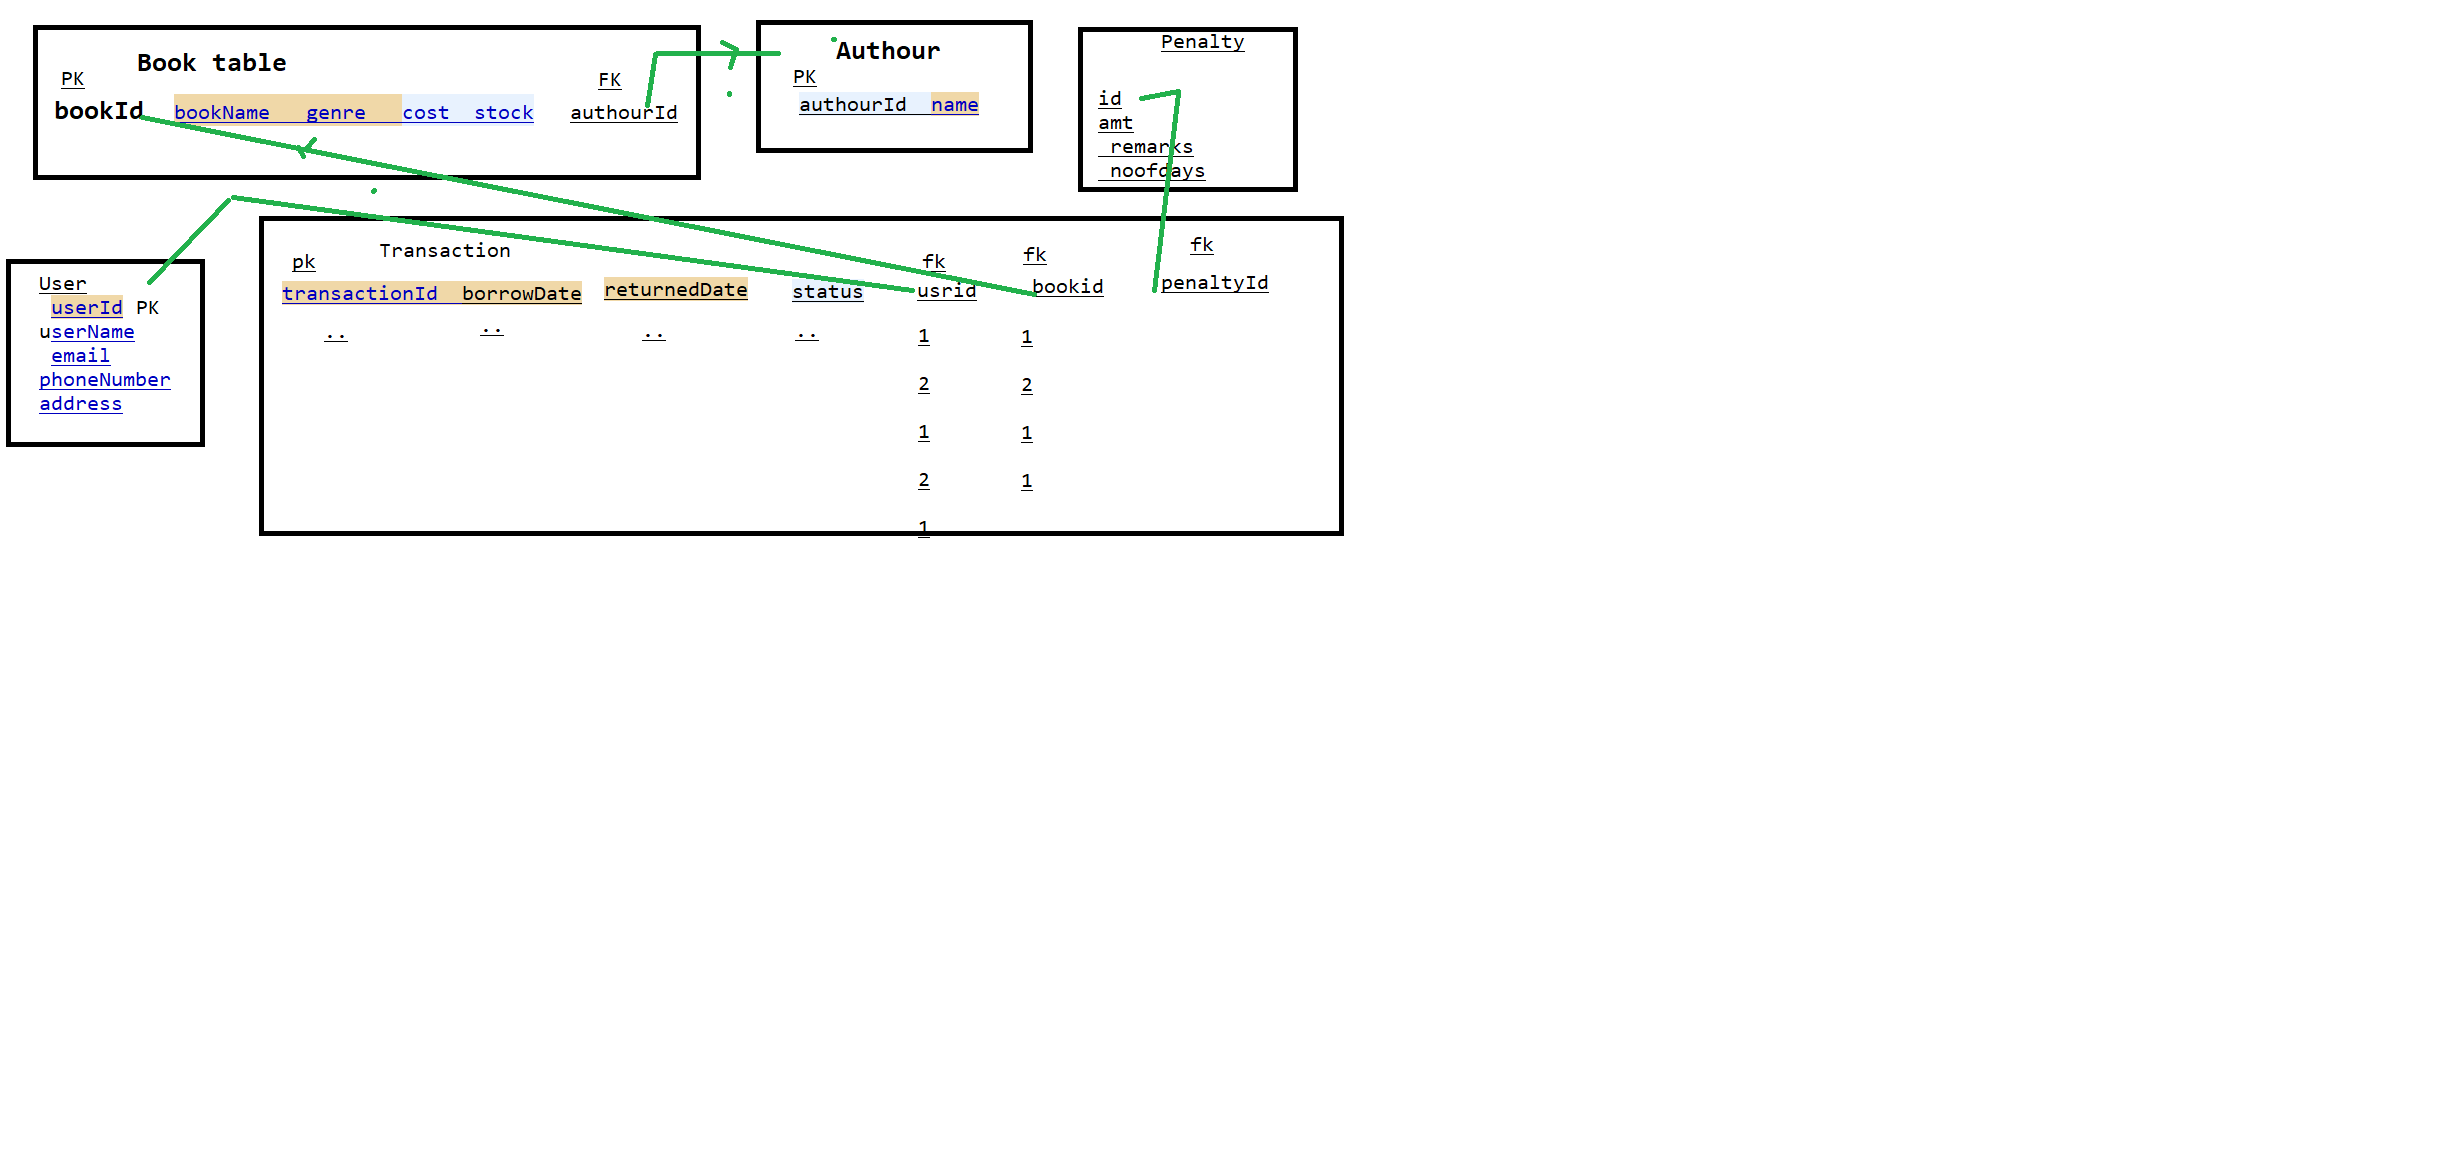 Book table
PK FK
bookId bookName genre cost stock authourId
Authour
PK
authourId name
Penalty
id
amt
remarks
noofdays
User
userId PK
userName
email
phoneNumber
address
Transaction
pk fk fk fk
transactionId borrowDate returnedDate status usrid bookid penaltyId
.. .. .. .. 1 1
2 2
1 1
2 1
1